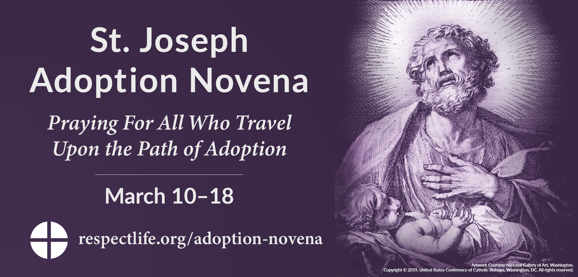 St. Joseph
Adoption Novena
Praying For All Who Travel
Upon the Path of Adoption
March 10–18
respectlife.org/adoption-novena
Artwork Courtesy National Gallery of Art, Washington
Copyright © 2019, United States Conference of Catholic Bishops, Washington, DC. All rights reserved.